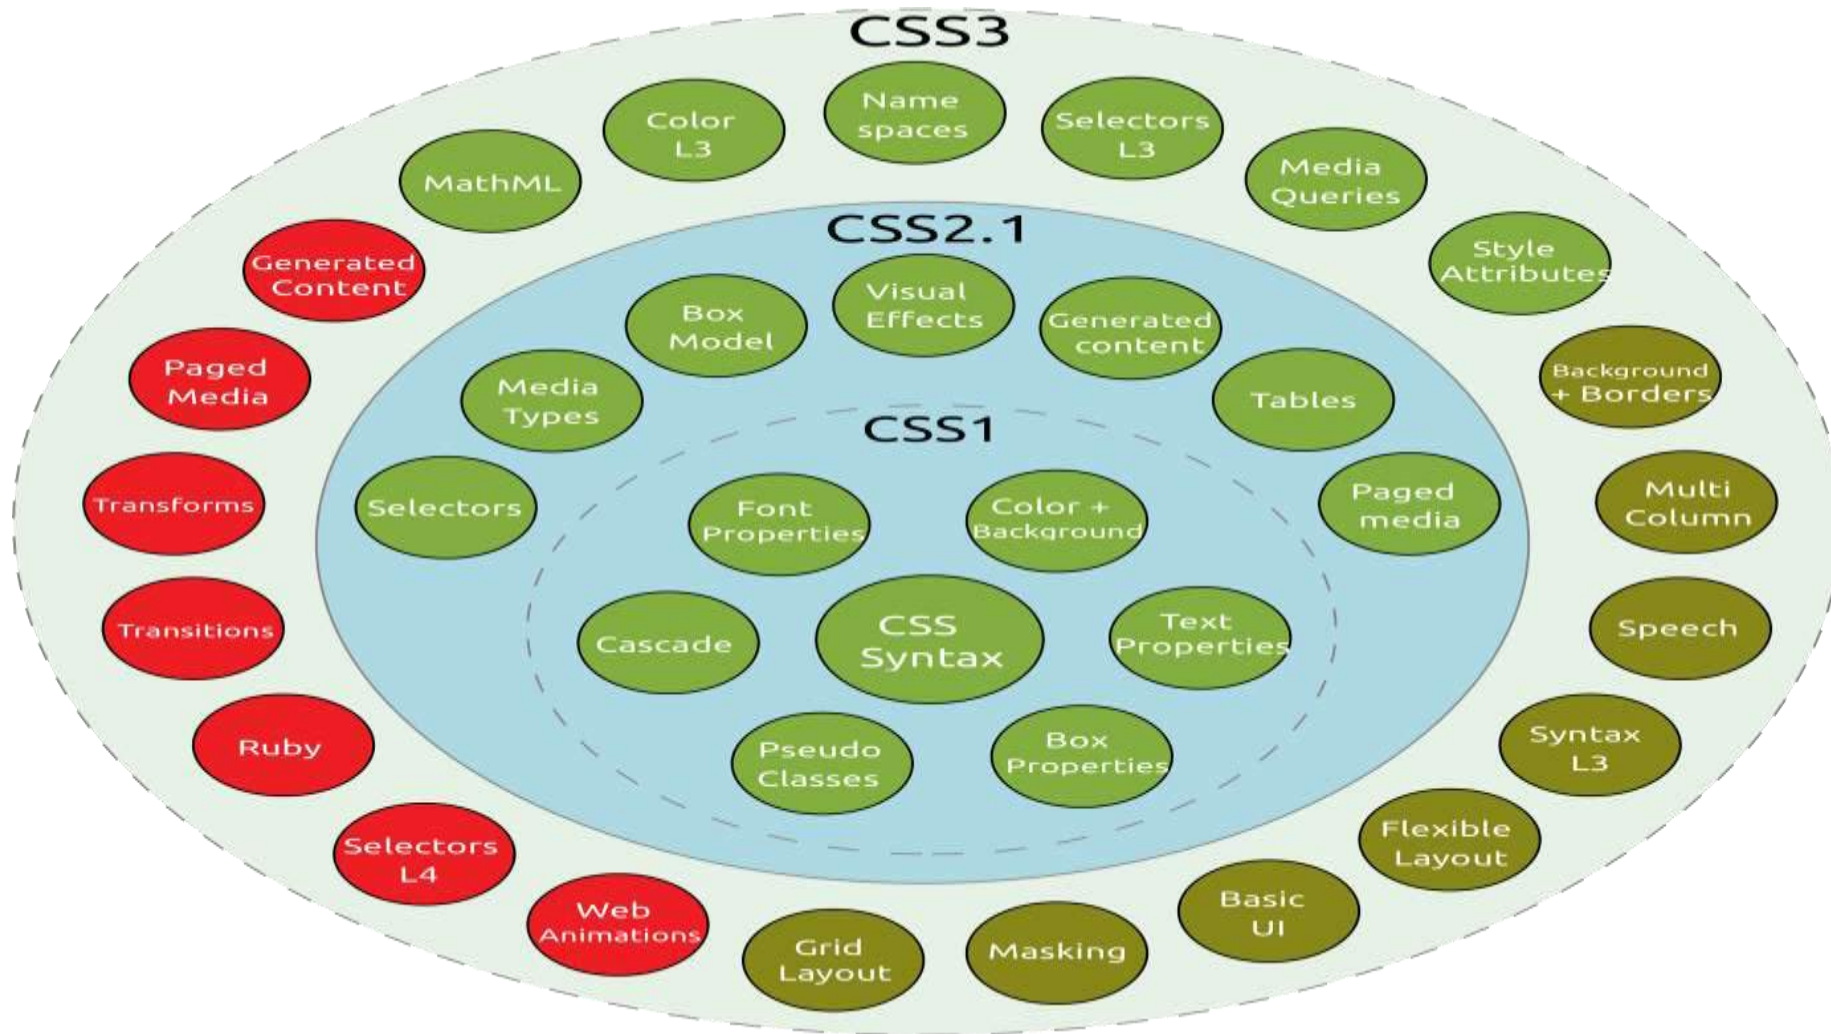 CSS3
Name
spaces
Color
L3
Selectors
L3
MathML
Media
Queries
Generated
Content
Style
Attributes
Paged
Media
Background
+ Borders
Transforms
Multi
Column
Transitions
Speech
Ruby
Syntax
L3
Selectors
L4
Flexible
Layout
Web
Animations
Basic
UI
Grid
Layout
Masking
CSS2.1
Visual
Effects
Box
Model
Generated
content
Media
Types
Tables
Selectors
Paged
media
CSS1
Font
Properties
Color +
Background
Cascade
CSS
Syntax
Text
Properties
Pseudo
Classes
Box
Properties